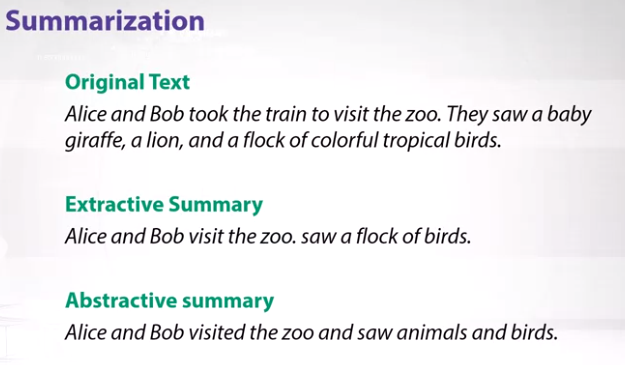 Summarization
Original Text
Alice and Bob took the train to visit the zoo. They saw a baby
giraffe, a lion, and a flock of colorful tropical birds.
Extractive Summary
Alice and Bob visit the zoo. saw a flock of birds.
Abstractive summary
Alice and Bob visited the zoo and saw animals and birds.